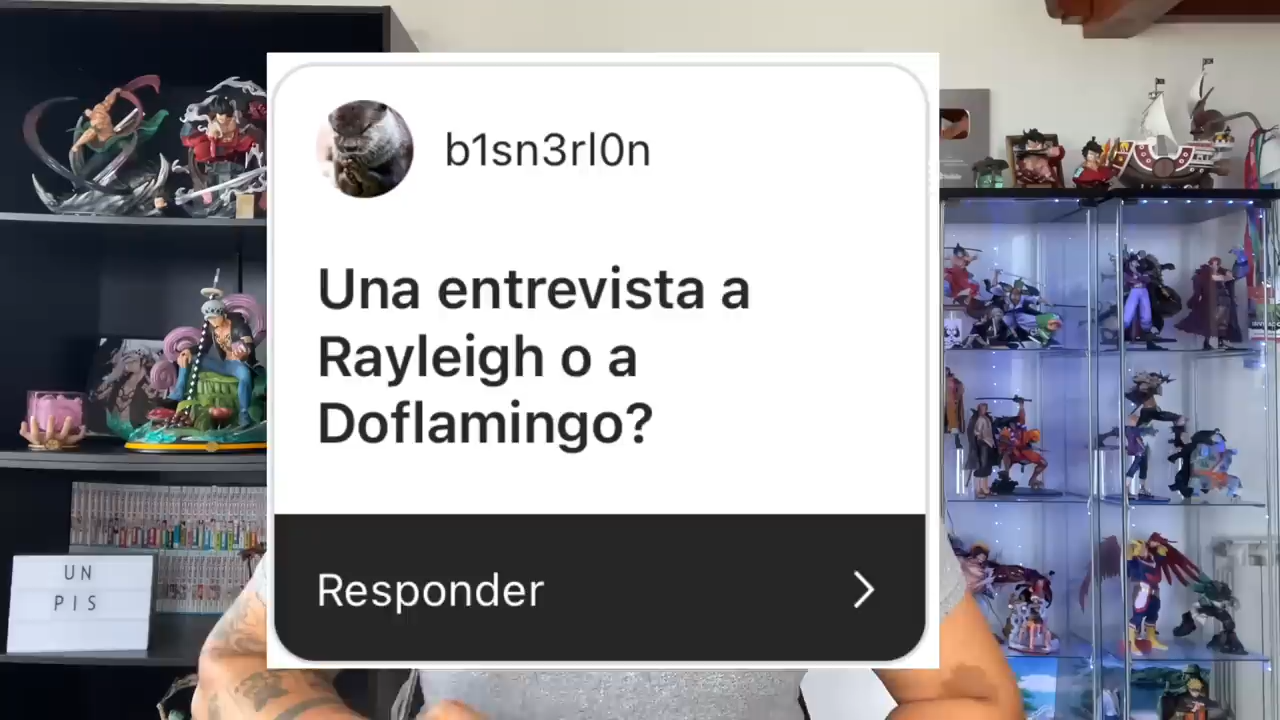 b1sn3rl0n
Una entrevista a
Rayleigh o a
Doflamingo?
Responder
UN
PIS